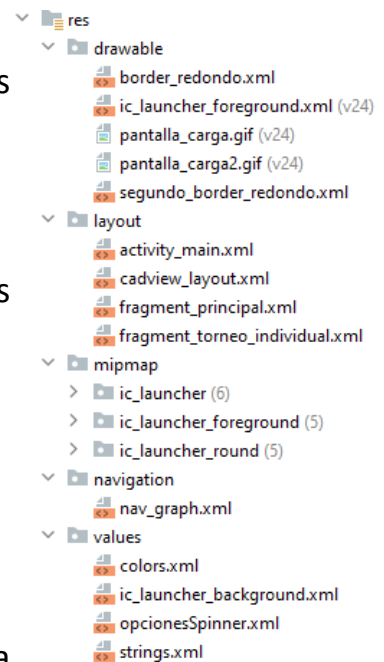 res
drawable
border_redondo.xml
s
ic_launcher_foreground.xml (v24)
pantalla_carga.gif (v24)
pantalla_carga2.gif (v24)
segundo_border_redondo.xml
layout
activity_main.xml
cadview_layout.xml
s
fragment_principal.xml
fragment_torneo_individual.xml
mipmap
ic_launcher (6)
ic_launcher_foreground (5)
ic_launcher_round (5)
navigation
nav_graph.xml
values
colors.xml
ic_launcher_background.xml
opcionesSpinner.xml
a strings.xml